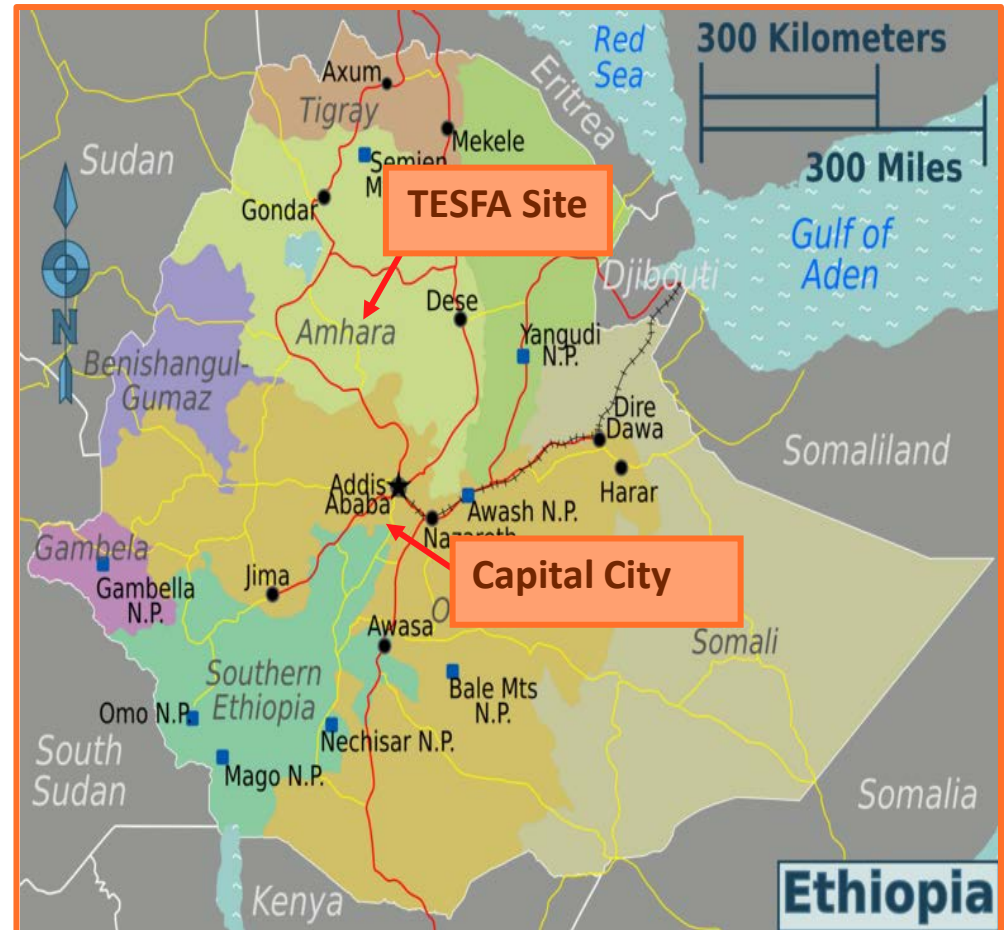 Red
Sea
300 Kilometers
300 Miles
Axum
Tigray
Eritrea
Mekele
Sudan
Semien
M
TESFA Site
Gondar
Gulf of
Aden
Djibouti
N
Dese
Amhara
Yangudi
N.P.
Benishangul-
Gumaz
Dire
Dawa
Somaliland
Addis
Ababa
Harar
Awash N.P.
Nazareth
Gambela
Capital City
Gambella
N.P.
Jima
O
Awasa
Somali
Southern
Ethiopia
Bale Mts
N.P.
Omo N.P.
Nechisar N.P.
South
Sudan
Mago N.P.
Somalia
Kenya
Ethiopia